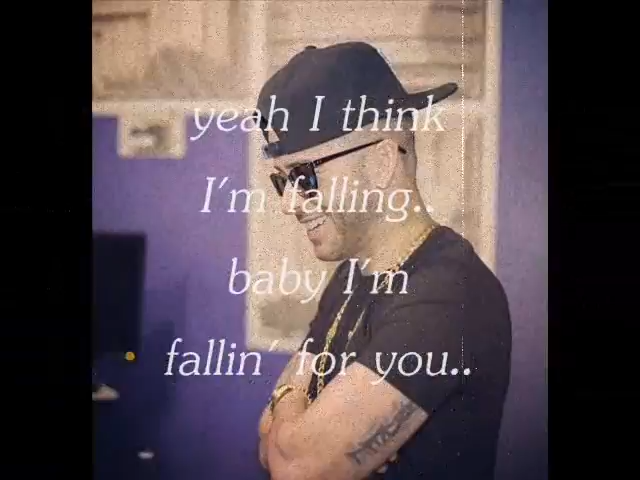 yeah I think
I'm falling..
baby I'm
fallin' for you..